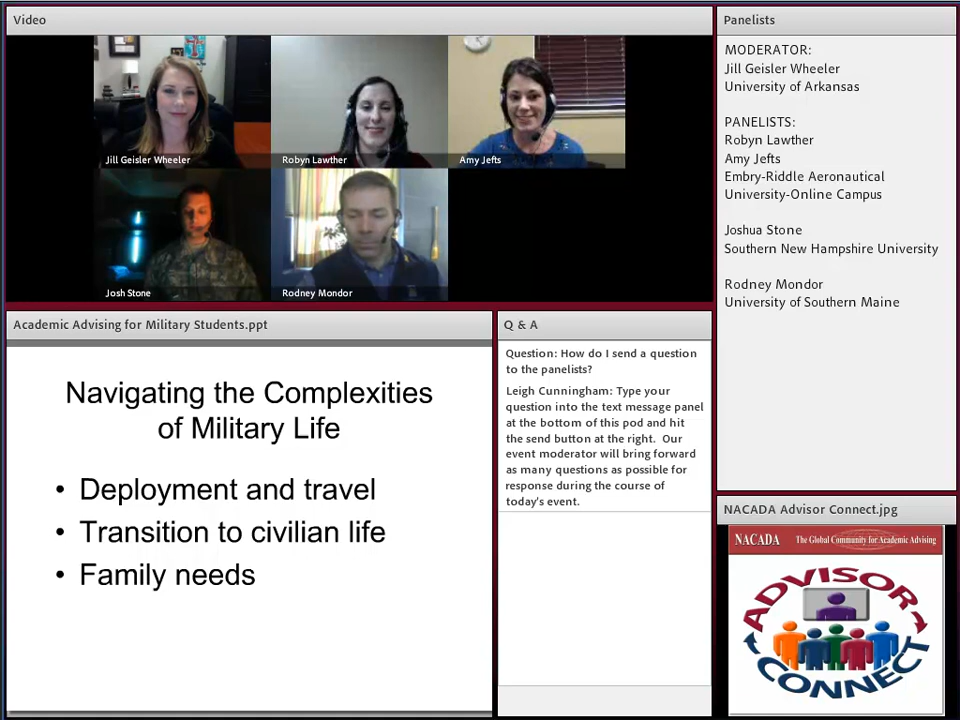 Video
Jill Geisler Wheeler
Robyn Lawther
Amy Jefts
Josh Stone
Rodney Mondor
Panelists
MODERATOR:
Jill Geisler Wheeler
University of Arkansas
PANELISTS:
Robyn Lawther
Amy Jefts
Embry-Riddle Aeronautical
University-Online Campus
Joshua Stone
Southern New Hampshire University
Rodney Mondor
University of Southern Maine
Academic Advising for Military Students.ppt
Navigating the Complexities
of Military Life
• Deployment and travel
• Transition to civilian life
• Family needs
Q & A
Question: How do I send a question
to the panelists?
Leigh Cunningham: Type your
question into the text message panel
at the bottom of this pod and hit
the send button at the right.  Our
event moderator will bring forward
as many questions as possible for
response during the course of
today's event.
NACADA Advisor Connect.jpg
NACADA The Global Community for Academic Advising
ADVISOR
CONNECT